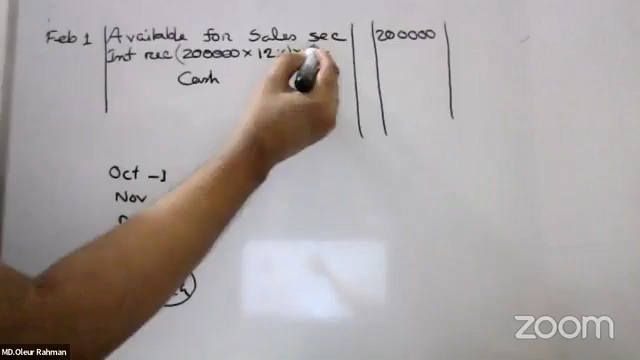 Feb 1 Available for Sales sec 200000
Int rec (200000 × 12%)
Cash
Oct -1
Nov
zoom
MD.Oleur Rahman